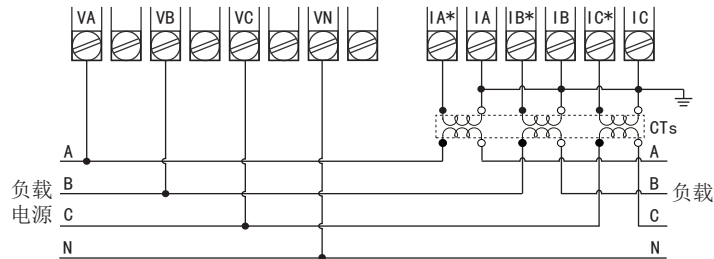 VA VB VC VN IA* IA IB* IB IC* IC
CTs
A A
负载 B B 负载
电源 C C
N N